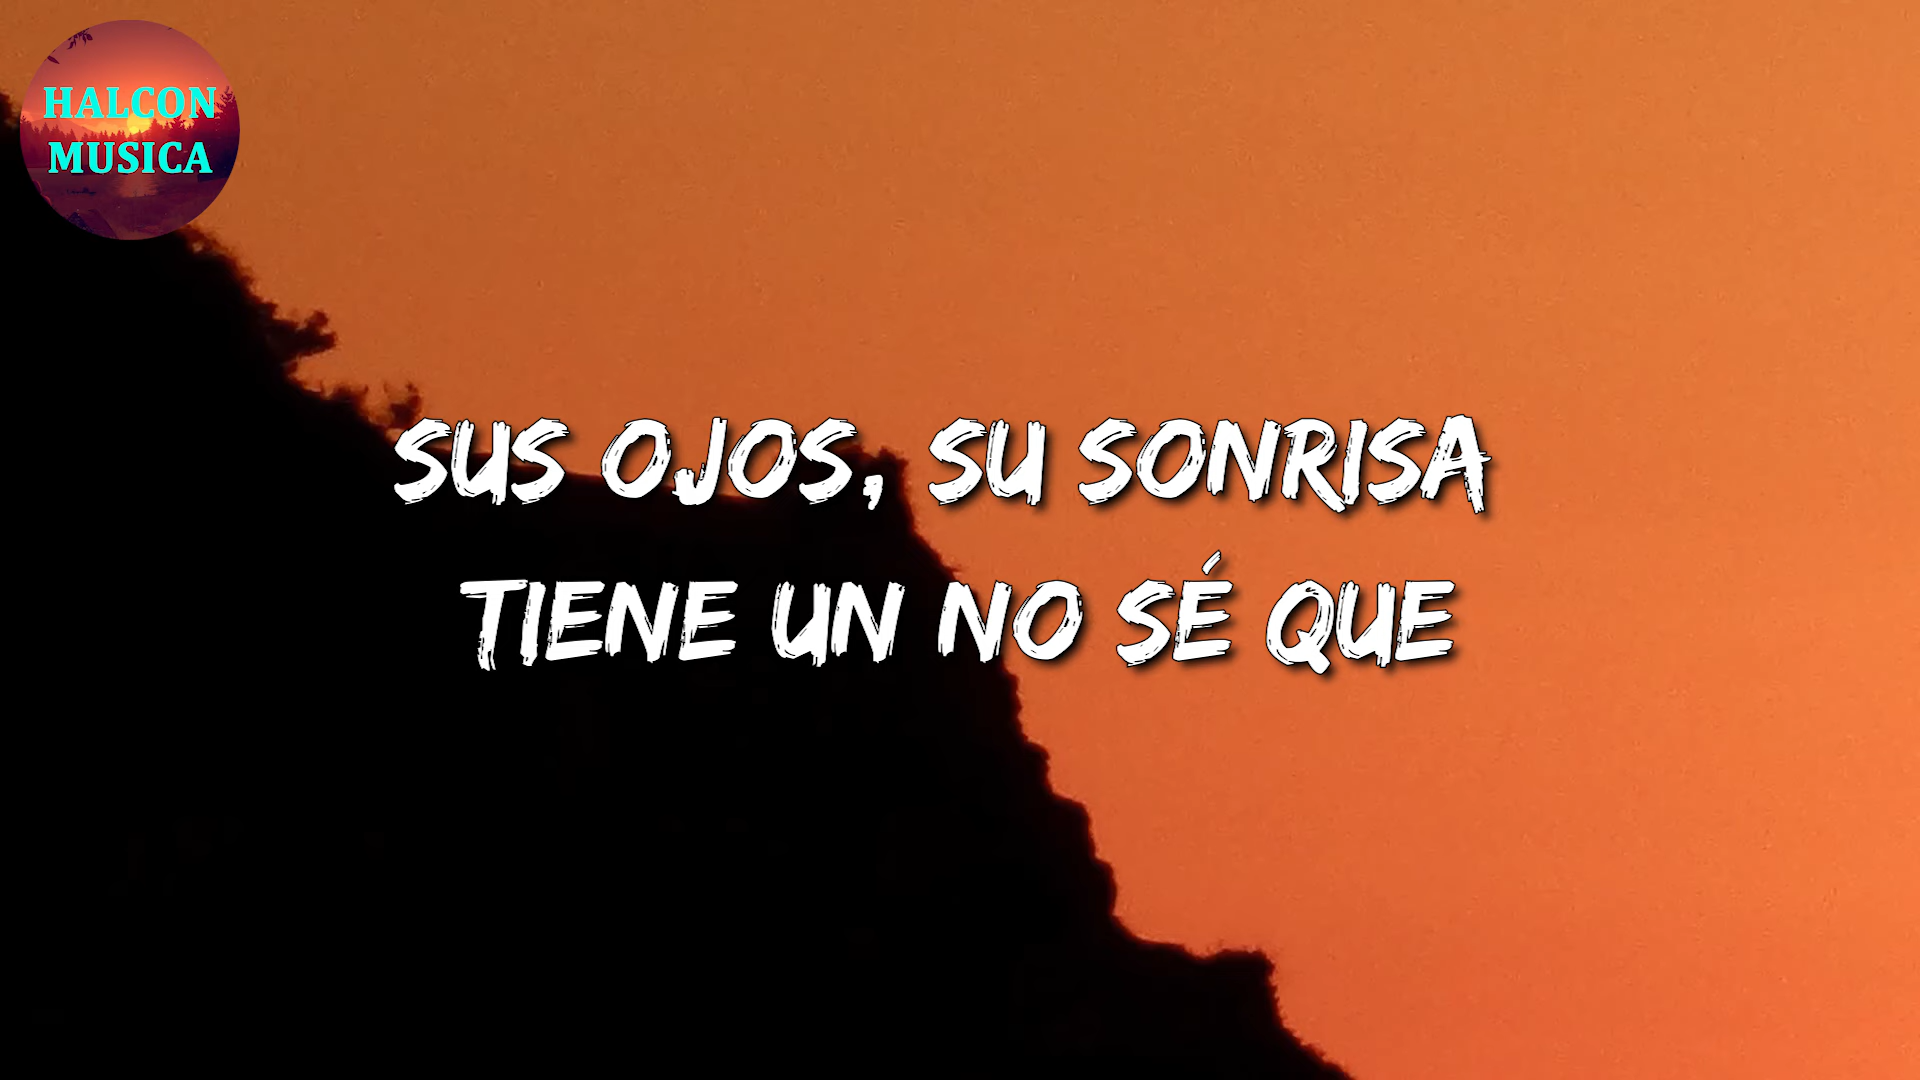 HALCON
MUSICA
SUS OJOS, SU SONRISA
TIENE UN NO SÉ QUE